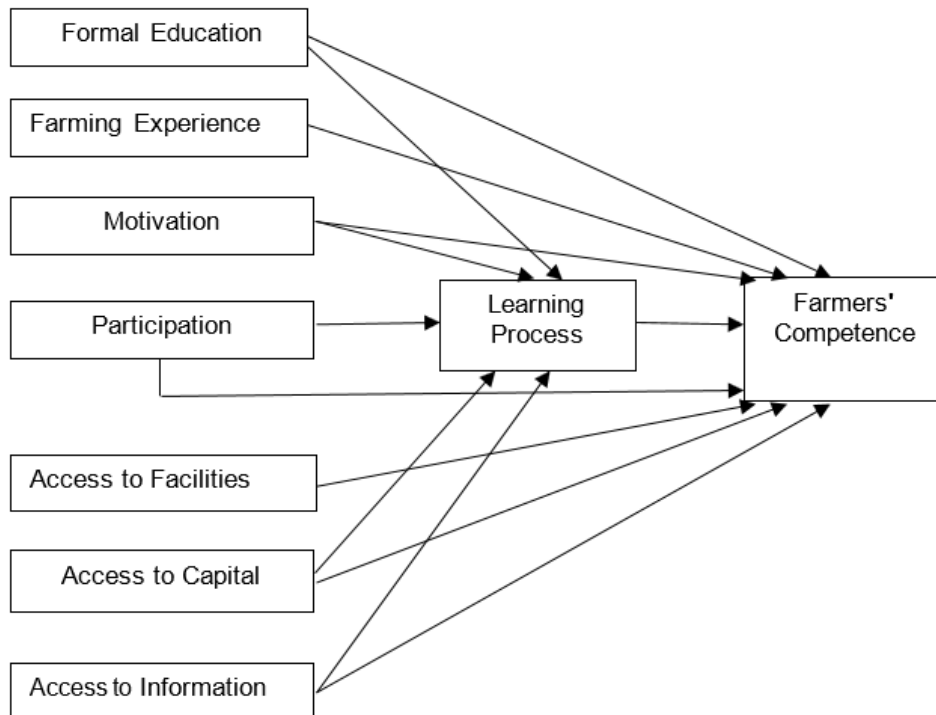 Formal Education
Farming Experience
Motivation
Participation
Learning
Process
Farmers'
Competence
Access to Facilities
Access to Capital
Access to Information